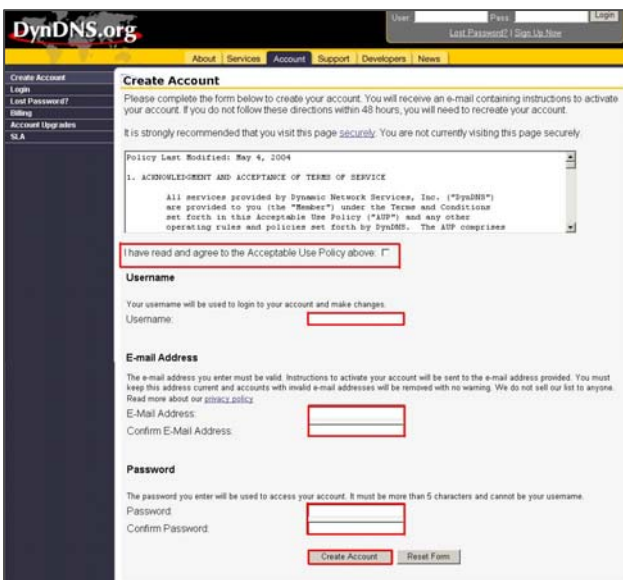 DynDNS.org
User Pass Login
Lost Password? | Sign Up Now
About Services Account Support Developers News
Create Account
Login
Lost Password?
Billing
Account Upgrades
SLA
Create Account
Please complete the form below to create your account. You will receive an e-mail containing instructions to activate
your account. If you do not follow these directions within 48 hours, you will need to recreate your account.
It is strongly recommended that you visit this page securely. You are not currently visiting this page securely.
Policy Last Modified: May 4, 2004
1. ACKNOWLEDGMENT AND ACCEPTANCE OF TERMS OF SERVICE
All services provided by Dynamic Network Services, Inc. ("DynDNS")
are provided to you (the "Member") under the Terms and Conditions
set forth in this Acceptable Use Policy ("AUP") and any other
operating rules and policies set forth by DynDNS. The AUP comprises
I have read and agree to the Acceptable Use Policy above:
Username
Your username will be used to login to your account and make changes.
Username:
E-mail Address
The e-mail address you enter must be valid. Instructions to activate your account will be sent to the e-mail address provided. You must
keep this address current and accounts with invalid e-mail addresses will be removed with no warning. We do not sell our list to anyone.
Read more about our privacy policy
E-Mail Address:
Confirm E-Mail Address:
Password
The password you enter will be used to access your account. It must be more than 5 characters and cannot be your username.
Password:
Confirm Password:
Create Account Reset Form